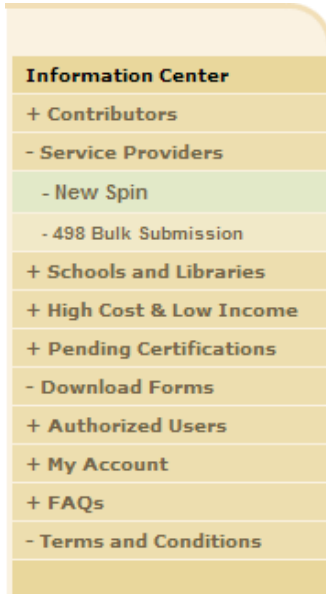 Information Center
+ Contributors
- Service Providers
- New Spin
- 498 Bulk Submission
+ Schools and Libraries
+ High Cost & Low Income
+ Pending Certifications
- Download Forms
+ Authorized Users
+ My Account
+ FAQs
- Terms and Conditions